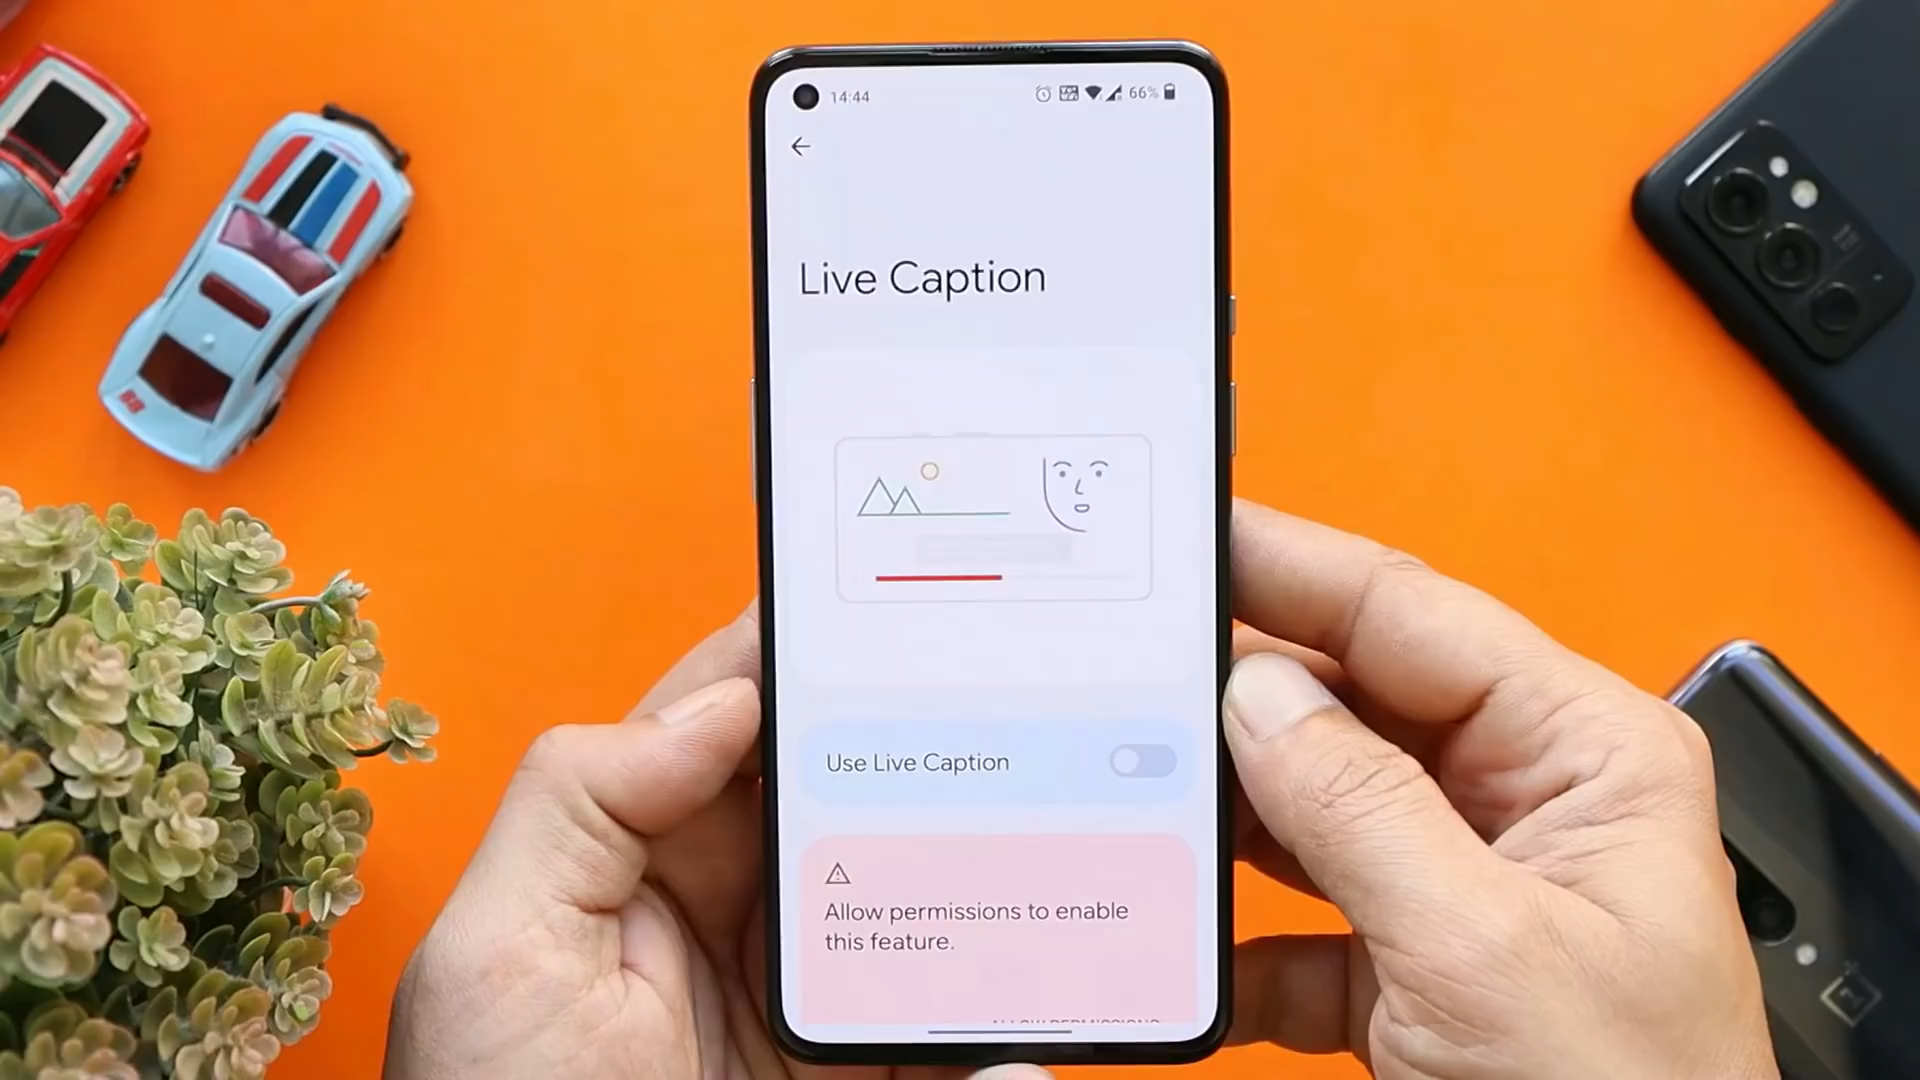 14:44
66%
Live Caption
Use Live Caption
Allow permissions to enable
this feature.